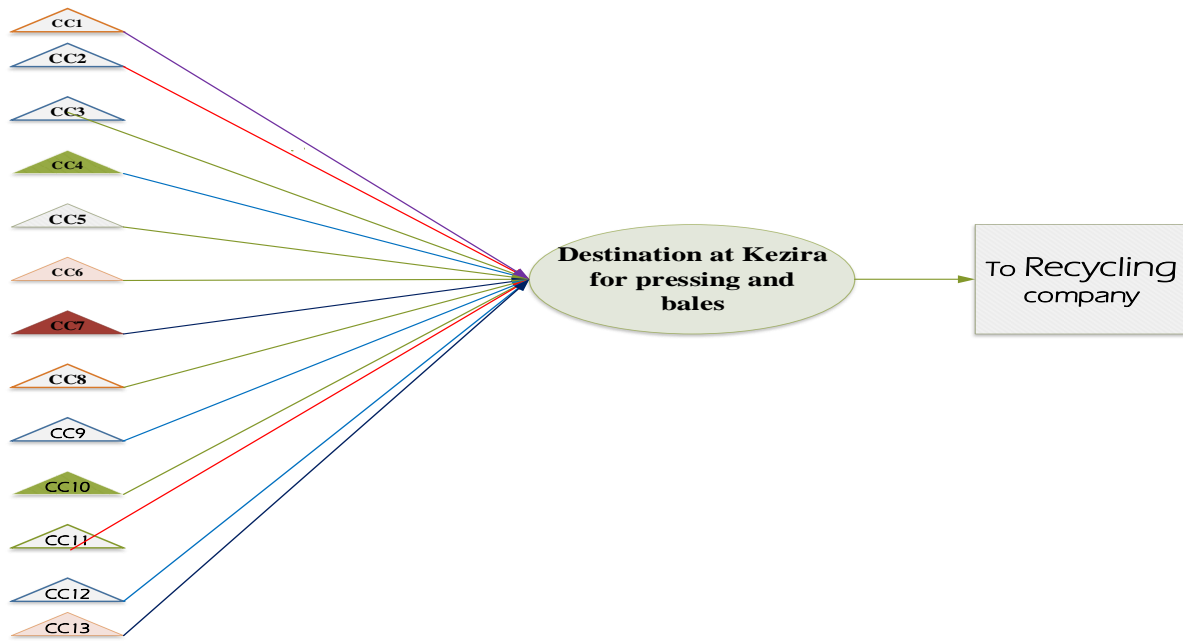 CC1
CC2
CC3
CC4
CC5
CC6
CC7
CC8
CC9
CC10
CC11
CC12
CC13
Destination at Kezira
for pressing and
bales
To Recycling
company